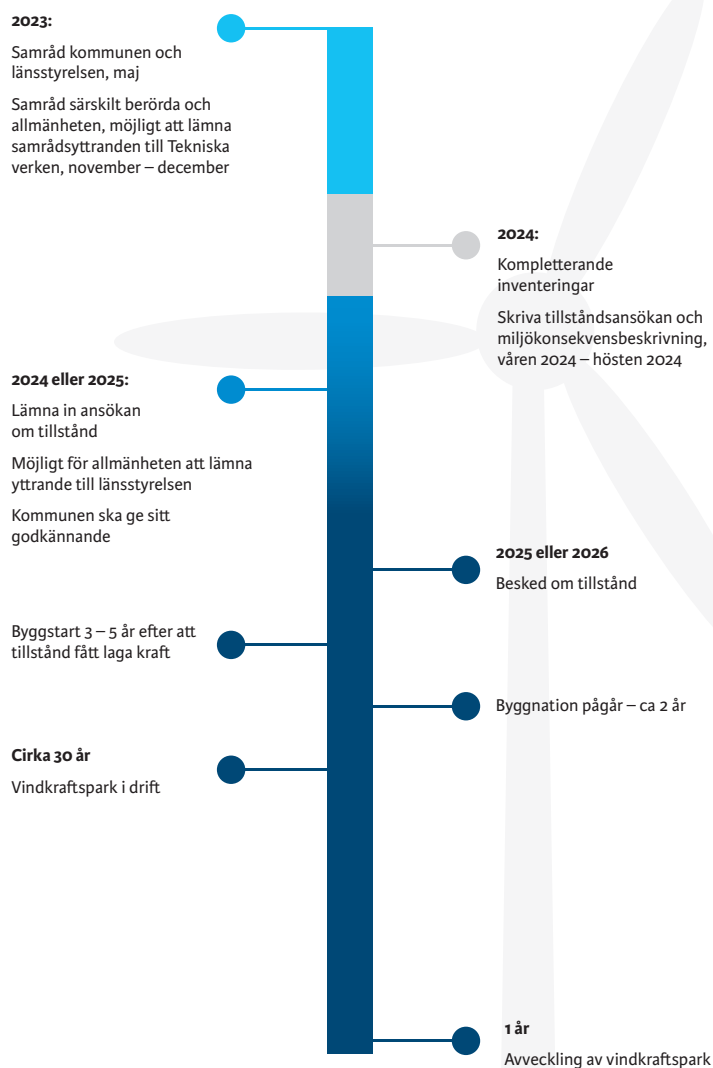 2023:
Samråd kommunen och
länsstyrelsen, maj
Samråd särskilt berörda och
allmänheten, möjligt att lämna
samrådsyttranden till Tekniska
verken, november – december
2024:
Kompletterande
inventeringar
Skriva tillståndsansökan och
miljökonsekvensbeskrivning,
våren 2024 – hösten 2024
2024 eller 2025:
Lämna in ansökan
om tillstånd
Möjligt för allmänheten att lämna
yttrande till länsstyrelsen
Kommunen ska ge sitt
godkännande
2025 eller 2026
Besked om tillstånd
Byggstart 3 – 5 år efter att
tillstånd fått laga kraft
Byggnation pågår – ca 2 år
Cirka 30 år
Vindkraftspark i drift
1 år
Avveckling av vindkraftspark